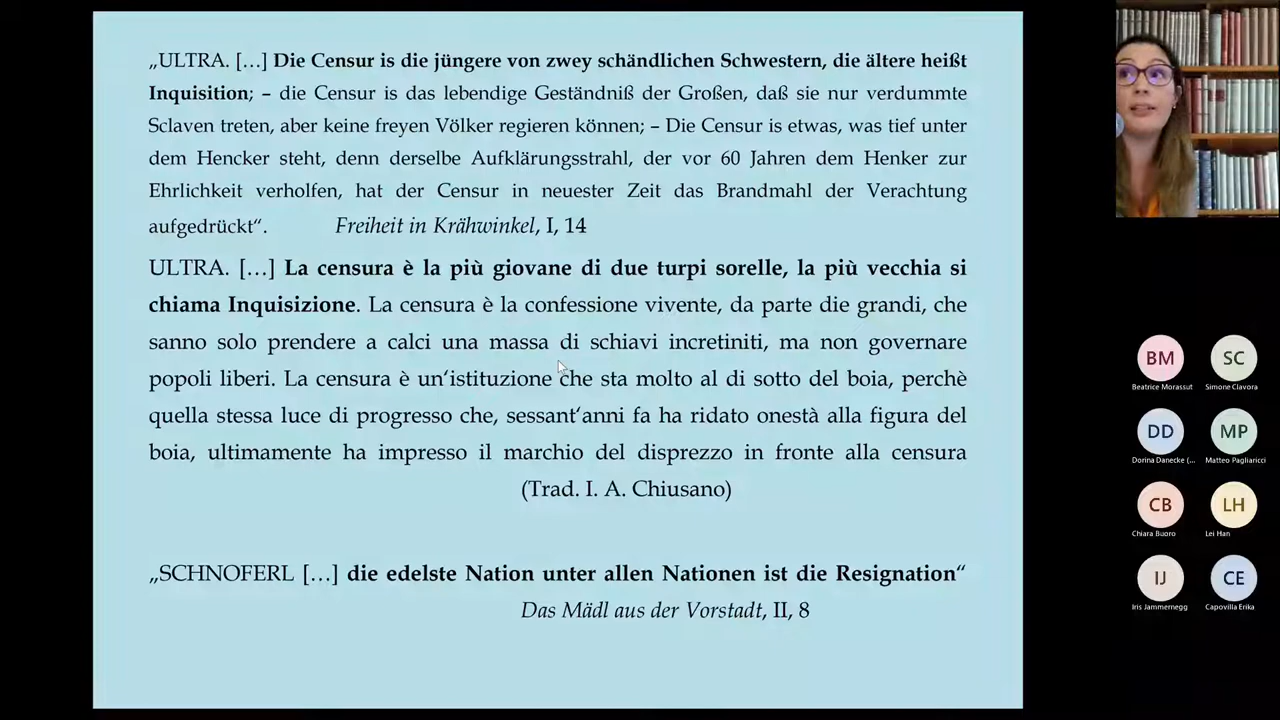 „ULTRA. […] Die Censur is die jüngere von zwey schändlichen Schwestern, die ältere heißt
Inquisition; – die Censur is das lebendige Geständniß der Großen, daß sie nur verdummte
Sclaven treten, aber keine freyen Völker regieren können; – Die Censur is etwas, was tief unter
dem Hencker steht, denn derselbe Aufklärungsstrahl, der vor 60 Jahren dem Henker zur
Ehrlichkeit verholfen, hat der Censur in neuester Zeit das Brandmahl der Verachtung
aufgedrückt“. Freiheit in Krähwinkel, I, 14
ULTRA. […] La censura è la più giovane di due turpi sorelle, la più vecchia si
chiama Inquisizione. La censura è la confessione vivente, da parte die grandi, che
sanno solo prendere a calci una massa di schiavi incretiniti, ma non governare
popoli liberi. La censura è un‘istituzione che sta molto al di sotto del boia, perchè
quella stessa luce di progresso che, sessant‘anni fa ha ridato onestà alla figura del
boia, ultimamente ha impresso il marchio del disprezzo in fronte alla censura
(Trad. I. A. Chiusano)
„SCHNOFERL […] die edelste Nation unter allen Nationen ist die Resignation“
Das Mädl aus der Vorstadt, II, 8
BM SC
Beatrice Morassut Simone Clavora
DD MP
Dorina Danecke (... Matteo Pagliaricci
CB LH
Chiara Buoro Lei Han
IJ CE
Iris Jammernegg Capovilla Erika